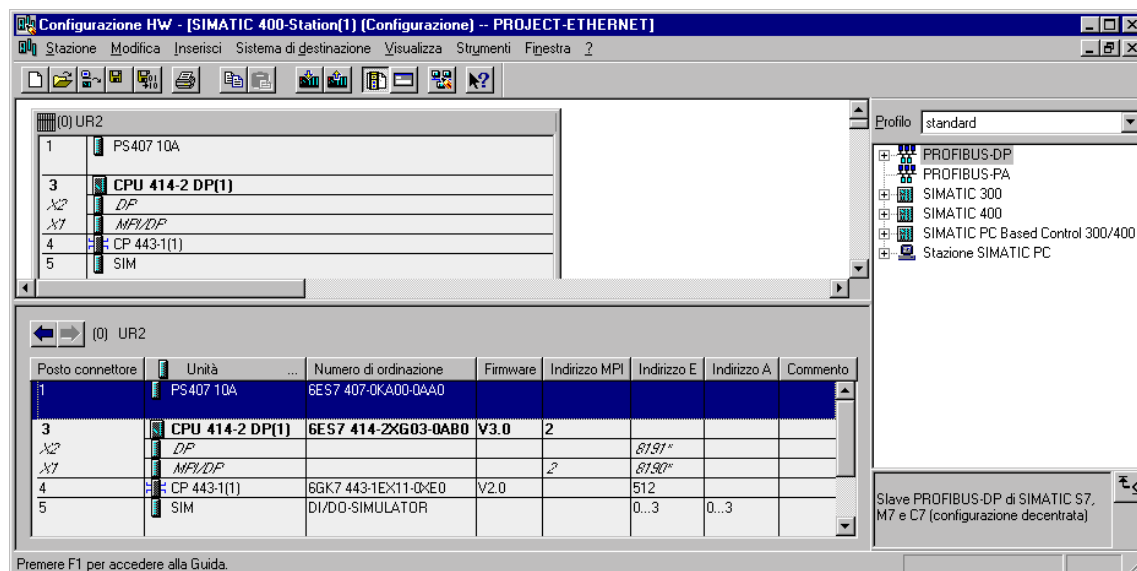 Configurazione HW - [SIMATIC 400-Station(1) (Configurazione) -- PROJECT-ETHERNET]
Stazione Modifica Inserisci Sistema di destinazione Visualizza Strumenti Finestra ?
(0) UR2
1 PS407 10A
3 CPU 414-2 DP(1)
X2 DP
X1 MPI/DP
4 CP 443-1(1)
5 SIM
Profilo standard
PROFIBUS-DP
PROFIBUS-PA
SIMATIC 300
SIMATIC 400
SIMATIC PC Based Control 300/400
Stazione SIMATIC PC
(0) UR2
Posto connettore Unità ... Numero di ordinazione Firmware Indirizzo MPI Indirizzo E Indirizzo A Commento
1 PS407 10A 6ES7 407-0KA00-0AA0
3 CPU 414-2 DP(1) 6ES7 414-2XG03-0AB0 V3.0 2
X2 DP 8191*
X1 MPI/DP 2 8190*
4 CP 443-1(1) 6GK7 443-1EX11-0XE0 V2.0 512
5 SIM DI/DO-SIMULATOR 0...3 0...3
Slave PROFIBUS-DP di SIMATIC S7,
M7 e C7 (configurazione decentrata)
Premere F1 per accedere alla Guida.